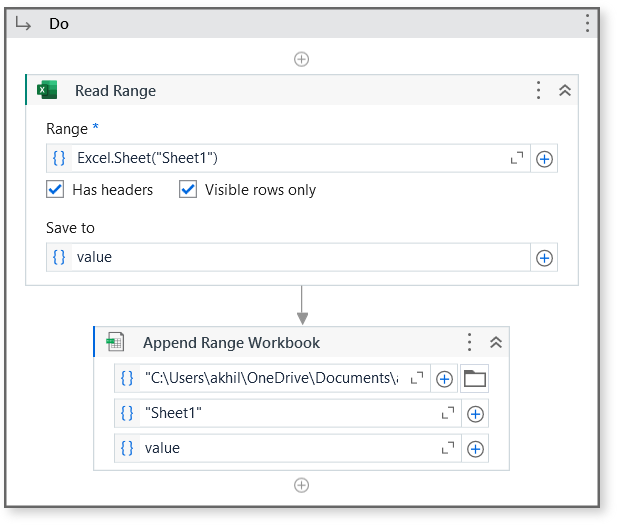 Do
Read Range
Range *
{} Excel.Sheet("Sheet1")
Has headers Visible rows only
Save to
{} value
Append Range Workbook
{} "C:\Users\akhil\OneDrive\Documents\
{} "Sheet1"
{} value